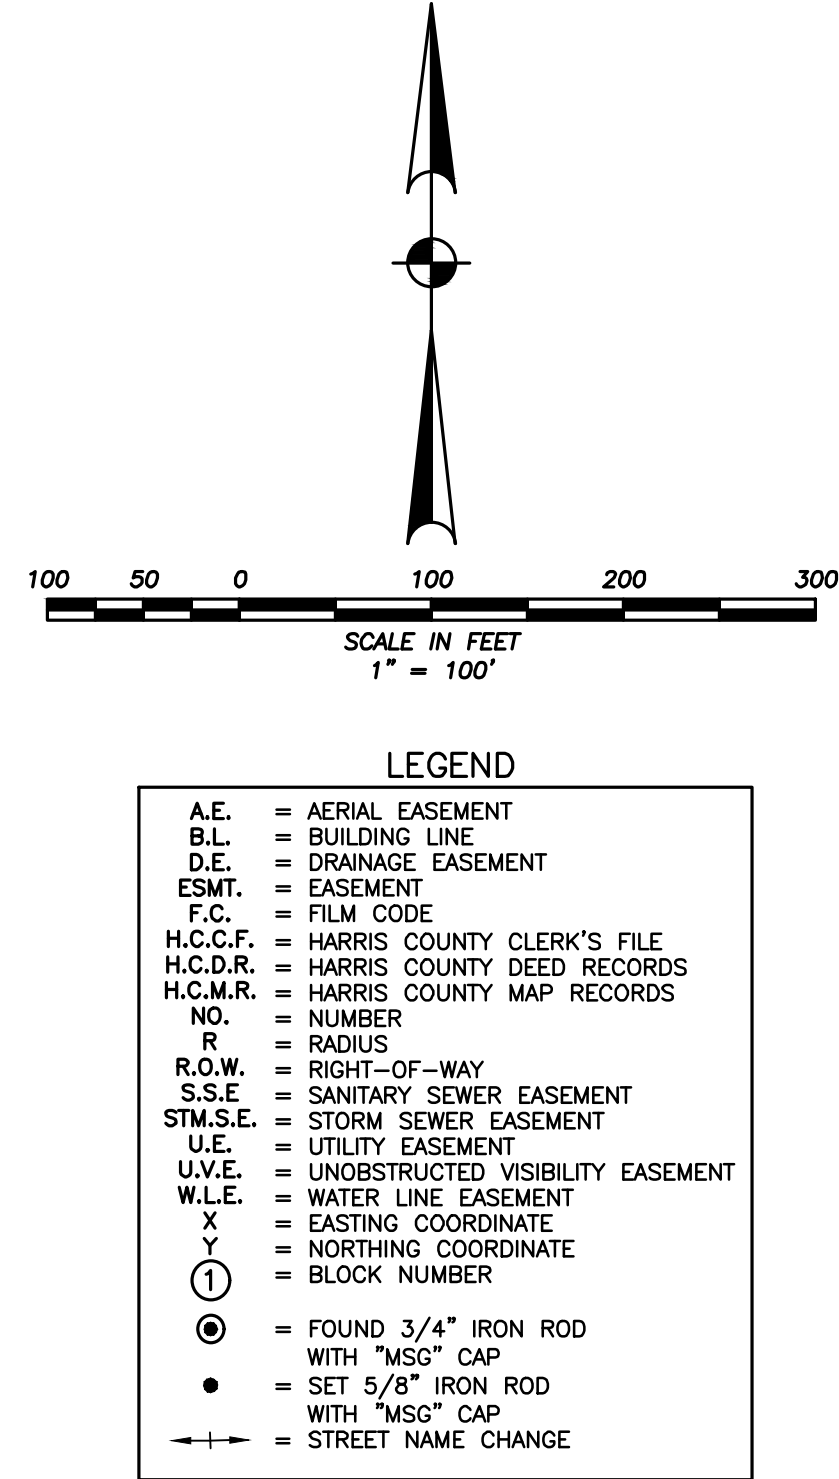 100 50 0 100 200 300
SCALE IN FEET
1" = 100'
LEGEND
A.E. = AERIAL EASEMENT
B.L. = BUILDING LINE
D.E. = DRAINAGE EASEMENT
ESMT. = EASEMENT
F.C. = FILM CODE
H.C.C.F. = HARRIS COUNTY CLERK'S FILE
H.C.D.R. = HARRIS COUNTY DEED RECORDS
H.C.M.R. = HARRIS COUNTY MAP RECORDS
NO. = NUMBER
R = RADIUS
R.O.W. = RIGHT-OF-WAY
S.S.E = SANITARY SEWER EASEMENT
STM.S.E. = STORM SEWER EASEMENT
U.E. = UTILITY EASEMENT
U.V.E. = UNOBSTRUCTED VISIBILITY EASEMENT
W.L.E. = WATER LINE EASEMENT
X = EASTING COORDINATE
Y = NORTHING COORDINATE
1 = BLOCK NUMBER
= FOUND 3/4" IRON ROD
WITH "MSG" CAP
= SET 5/8" IRON ROD
WITH "MSG" CAP
= STREET NAME CHANGE